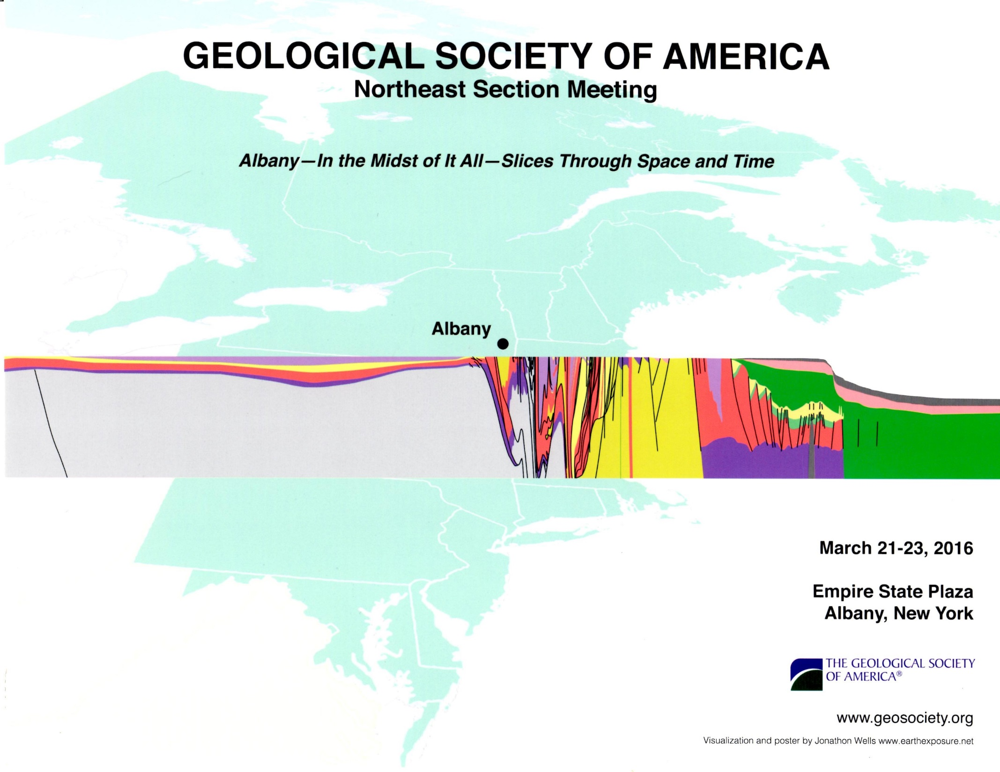 GEOLOGICAL SOCIETY OF AMERICA
Northeast Section Meeting
Albany—In the Midst of It All—Slices Through Space and Time
Albany
March 21-23, 2016
Empire State Plaza
Albany, New York
THE GEOLOGICAL SOCIETY
OF AMERICA®
www.geosociety.org
Visualization and poster by Jonathon Wells www.earthexposure.net